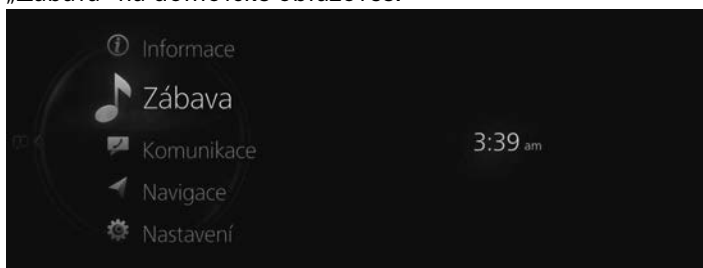 Informace
Zábava
Komunikace
Navigace
Nastavení
3:39 am